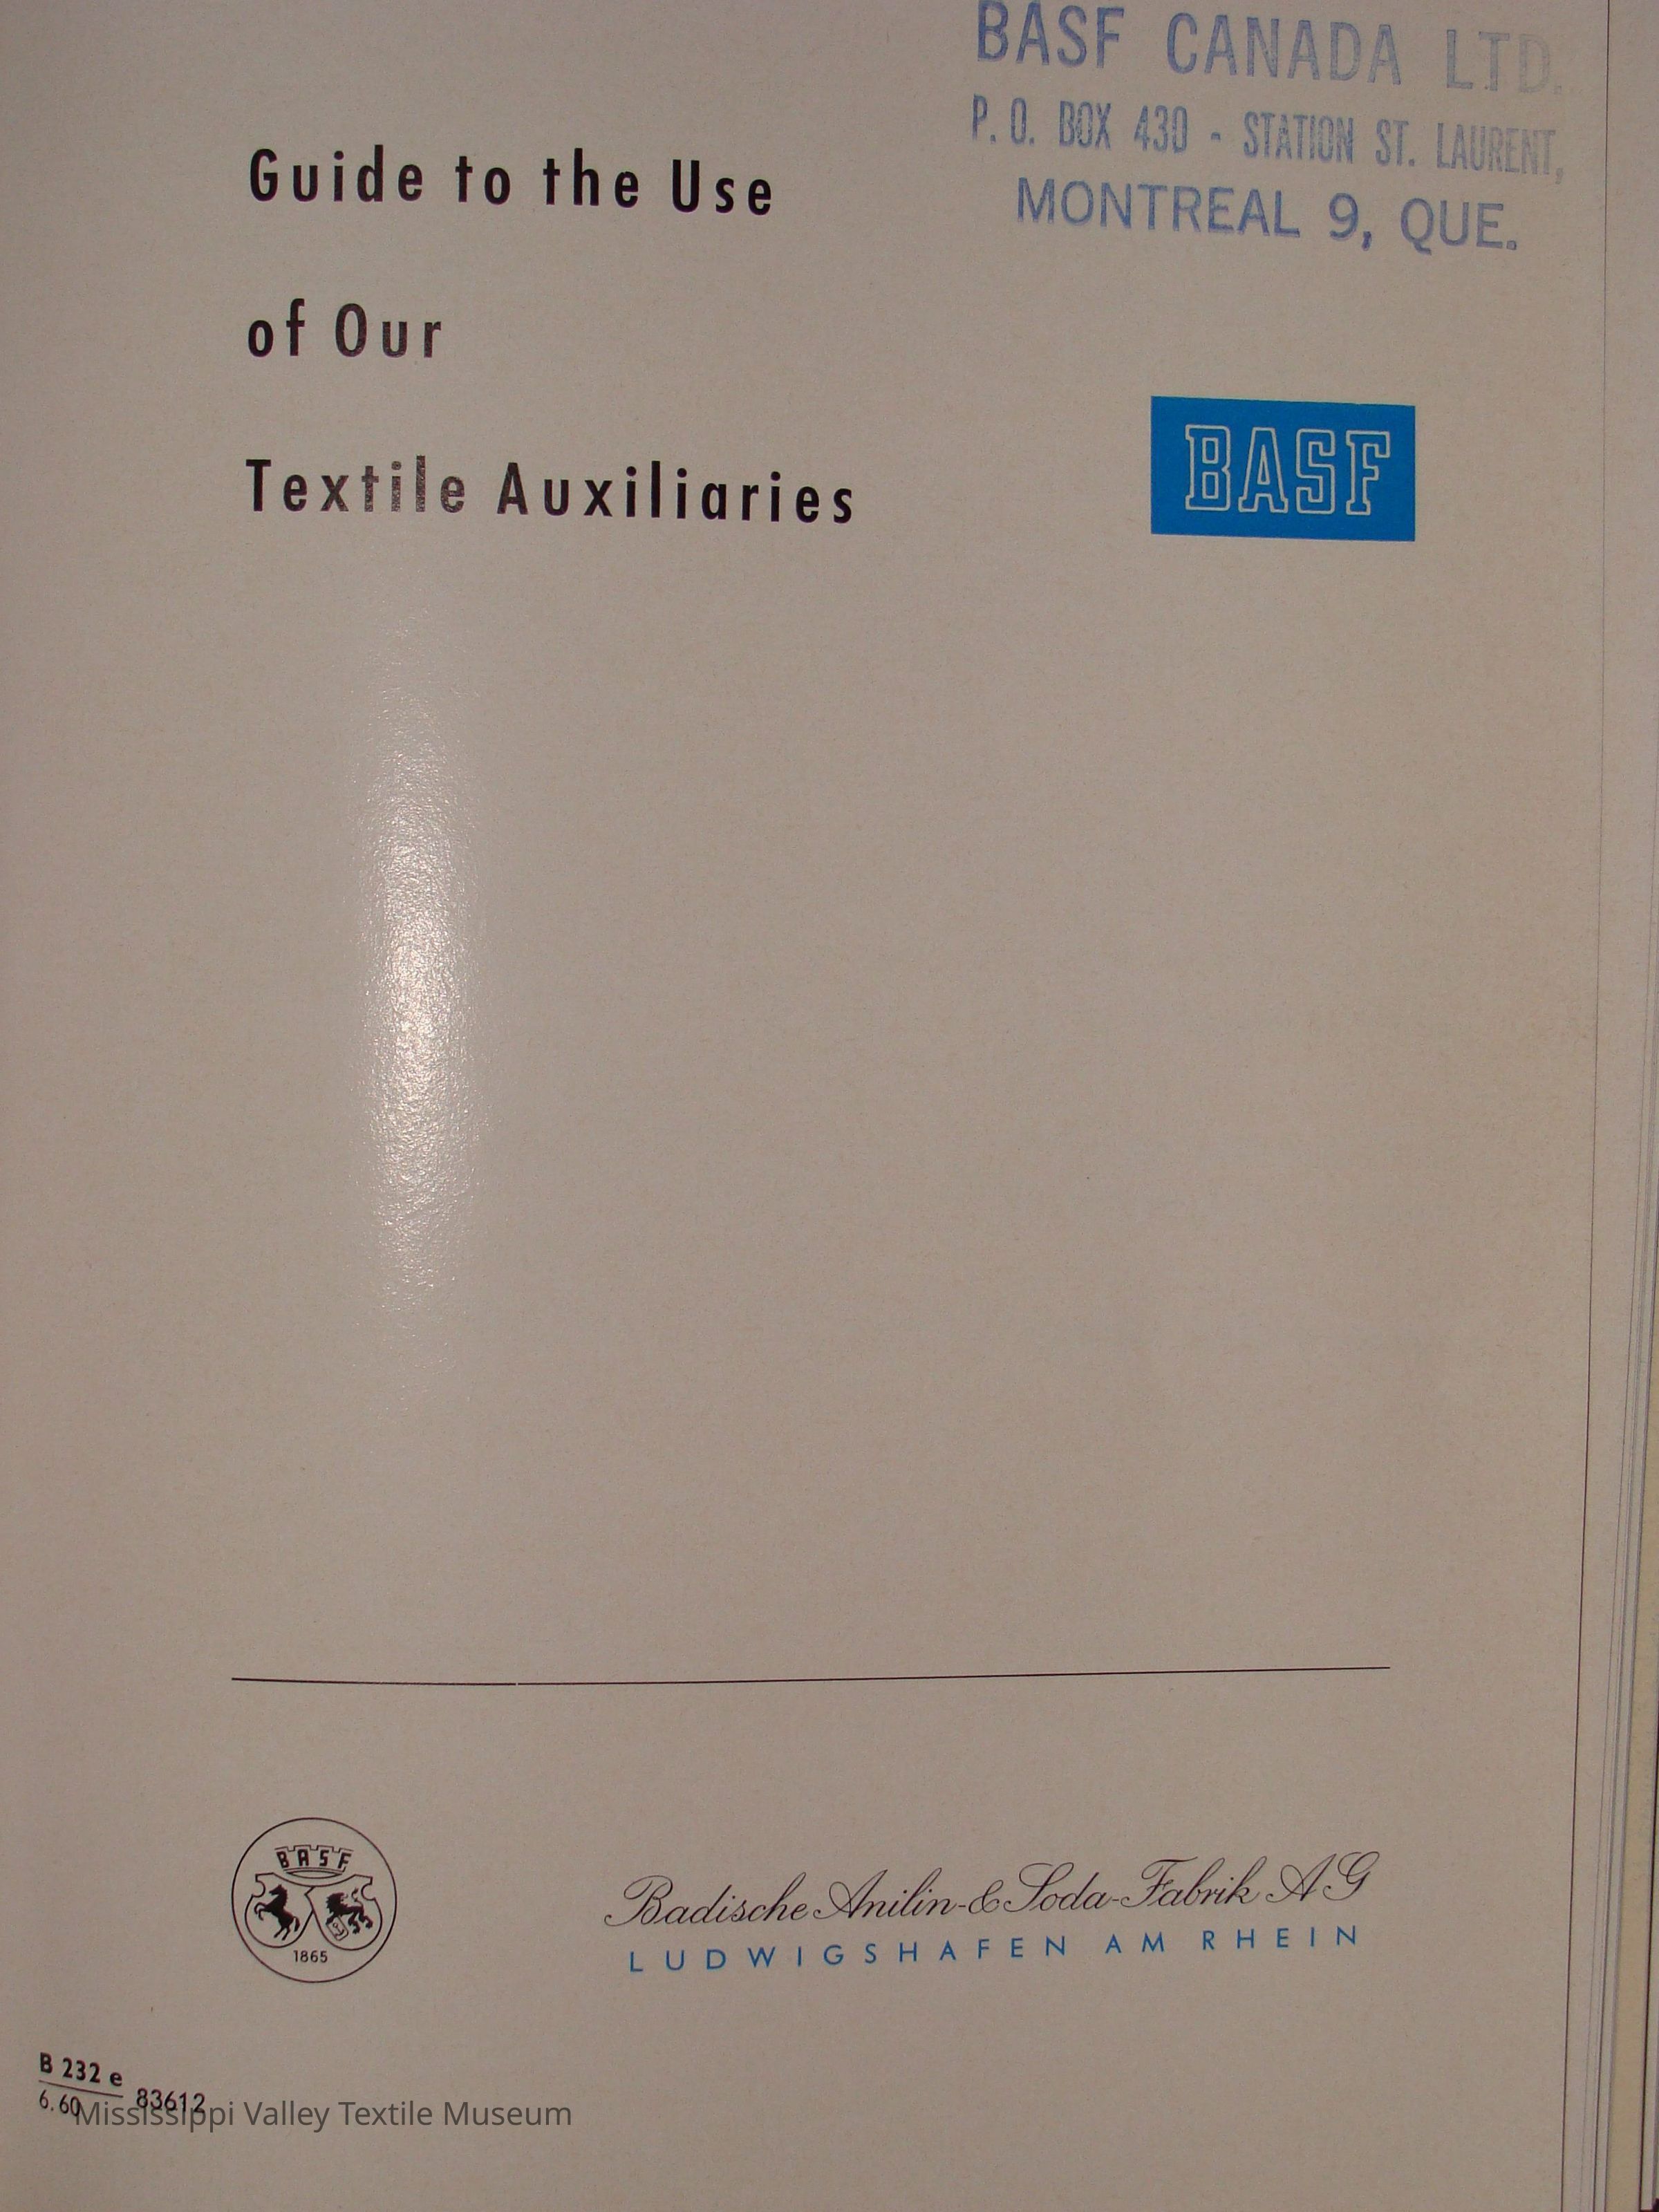 BASF CANADA LTD.
P. O. BOX 430 - STATION ST. LAURENT,
MONTREAL 9, QUE.
Guide to the Use
of Our
Textile Auxiliaries
BASF
BASF
1865
Badische Anilin-& Soda-Fabrik AG
LUDWIGSHAFEN AM RHEIN
B 232 e
6.60 83612
Mississippi Valley Textile Museum